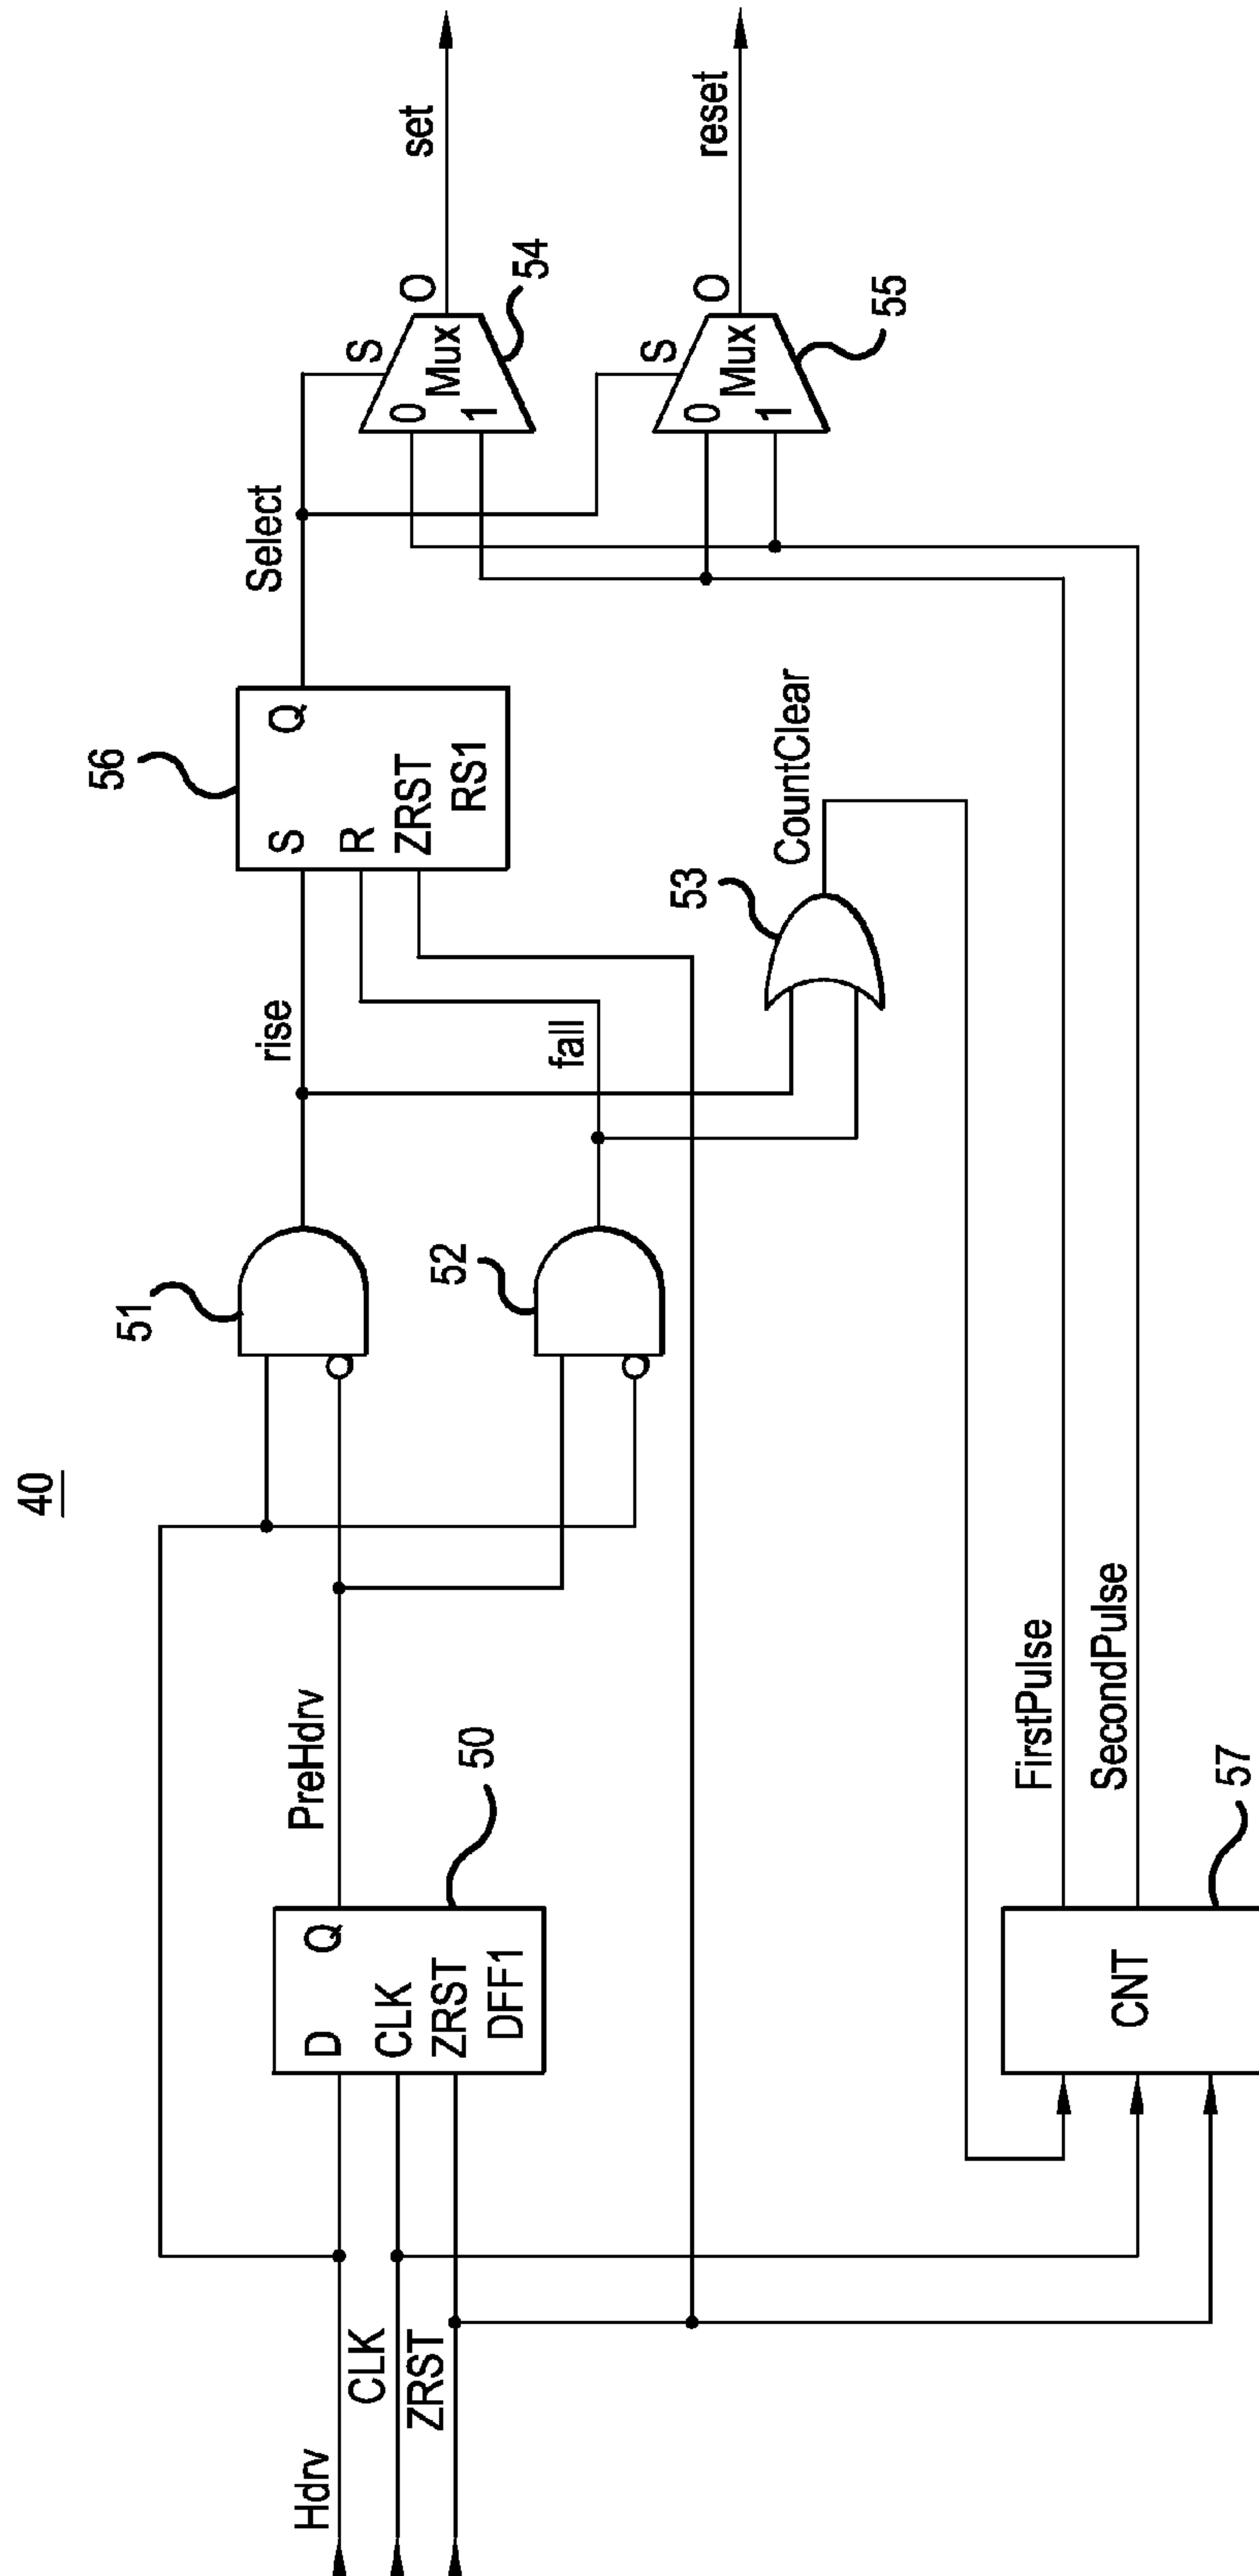 40
Hdrv
CLK
ZRST
D
Q
CLK
ZRST
DFF1
50
PreHdrv
51
52
rise
fall
53
CountClear
56
S
Q
R
ZRST
RS1
Select
S
0
Mux
1
O
54
set
S
0
Mux
1
O
55
reset
CNT
57
FirstPulse
SecondPulse